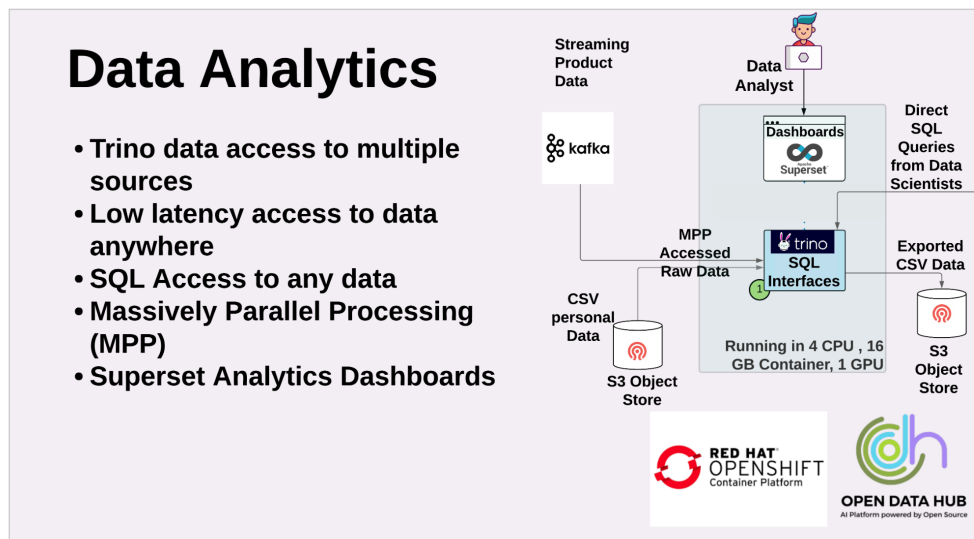 Data Analytics
• Trino data access to multiple
sources
• Low latency access to data
anywhere
• SQL Access to any data
• Massively Parallel Processing
(MPP)
• Superset Analytics Dashboards
Streaming
Product
Data
kafka
Data
Analyst
Dashboards
Apache
Superset
Direct
SQL
Queries
from Data
Scientists
MPP
Accessed
Raw Data
trino
SQL
Interfaces
1
Exported
CSV Data
CSV
personal
Data
S3 Object
Store
Running in 4 CPU , 16
GB Container, 1 GPU
S3
Object
Store
RED HAT
OPENSHIFT
Container Platform
dh
OPEN DATA HUB
AI Platform powered by Open Source